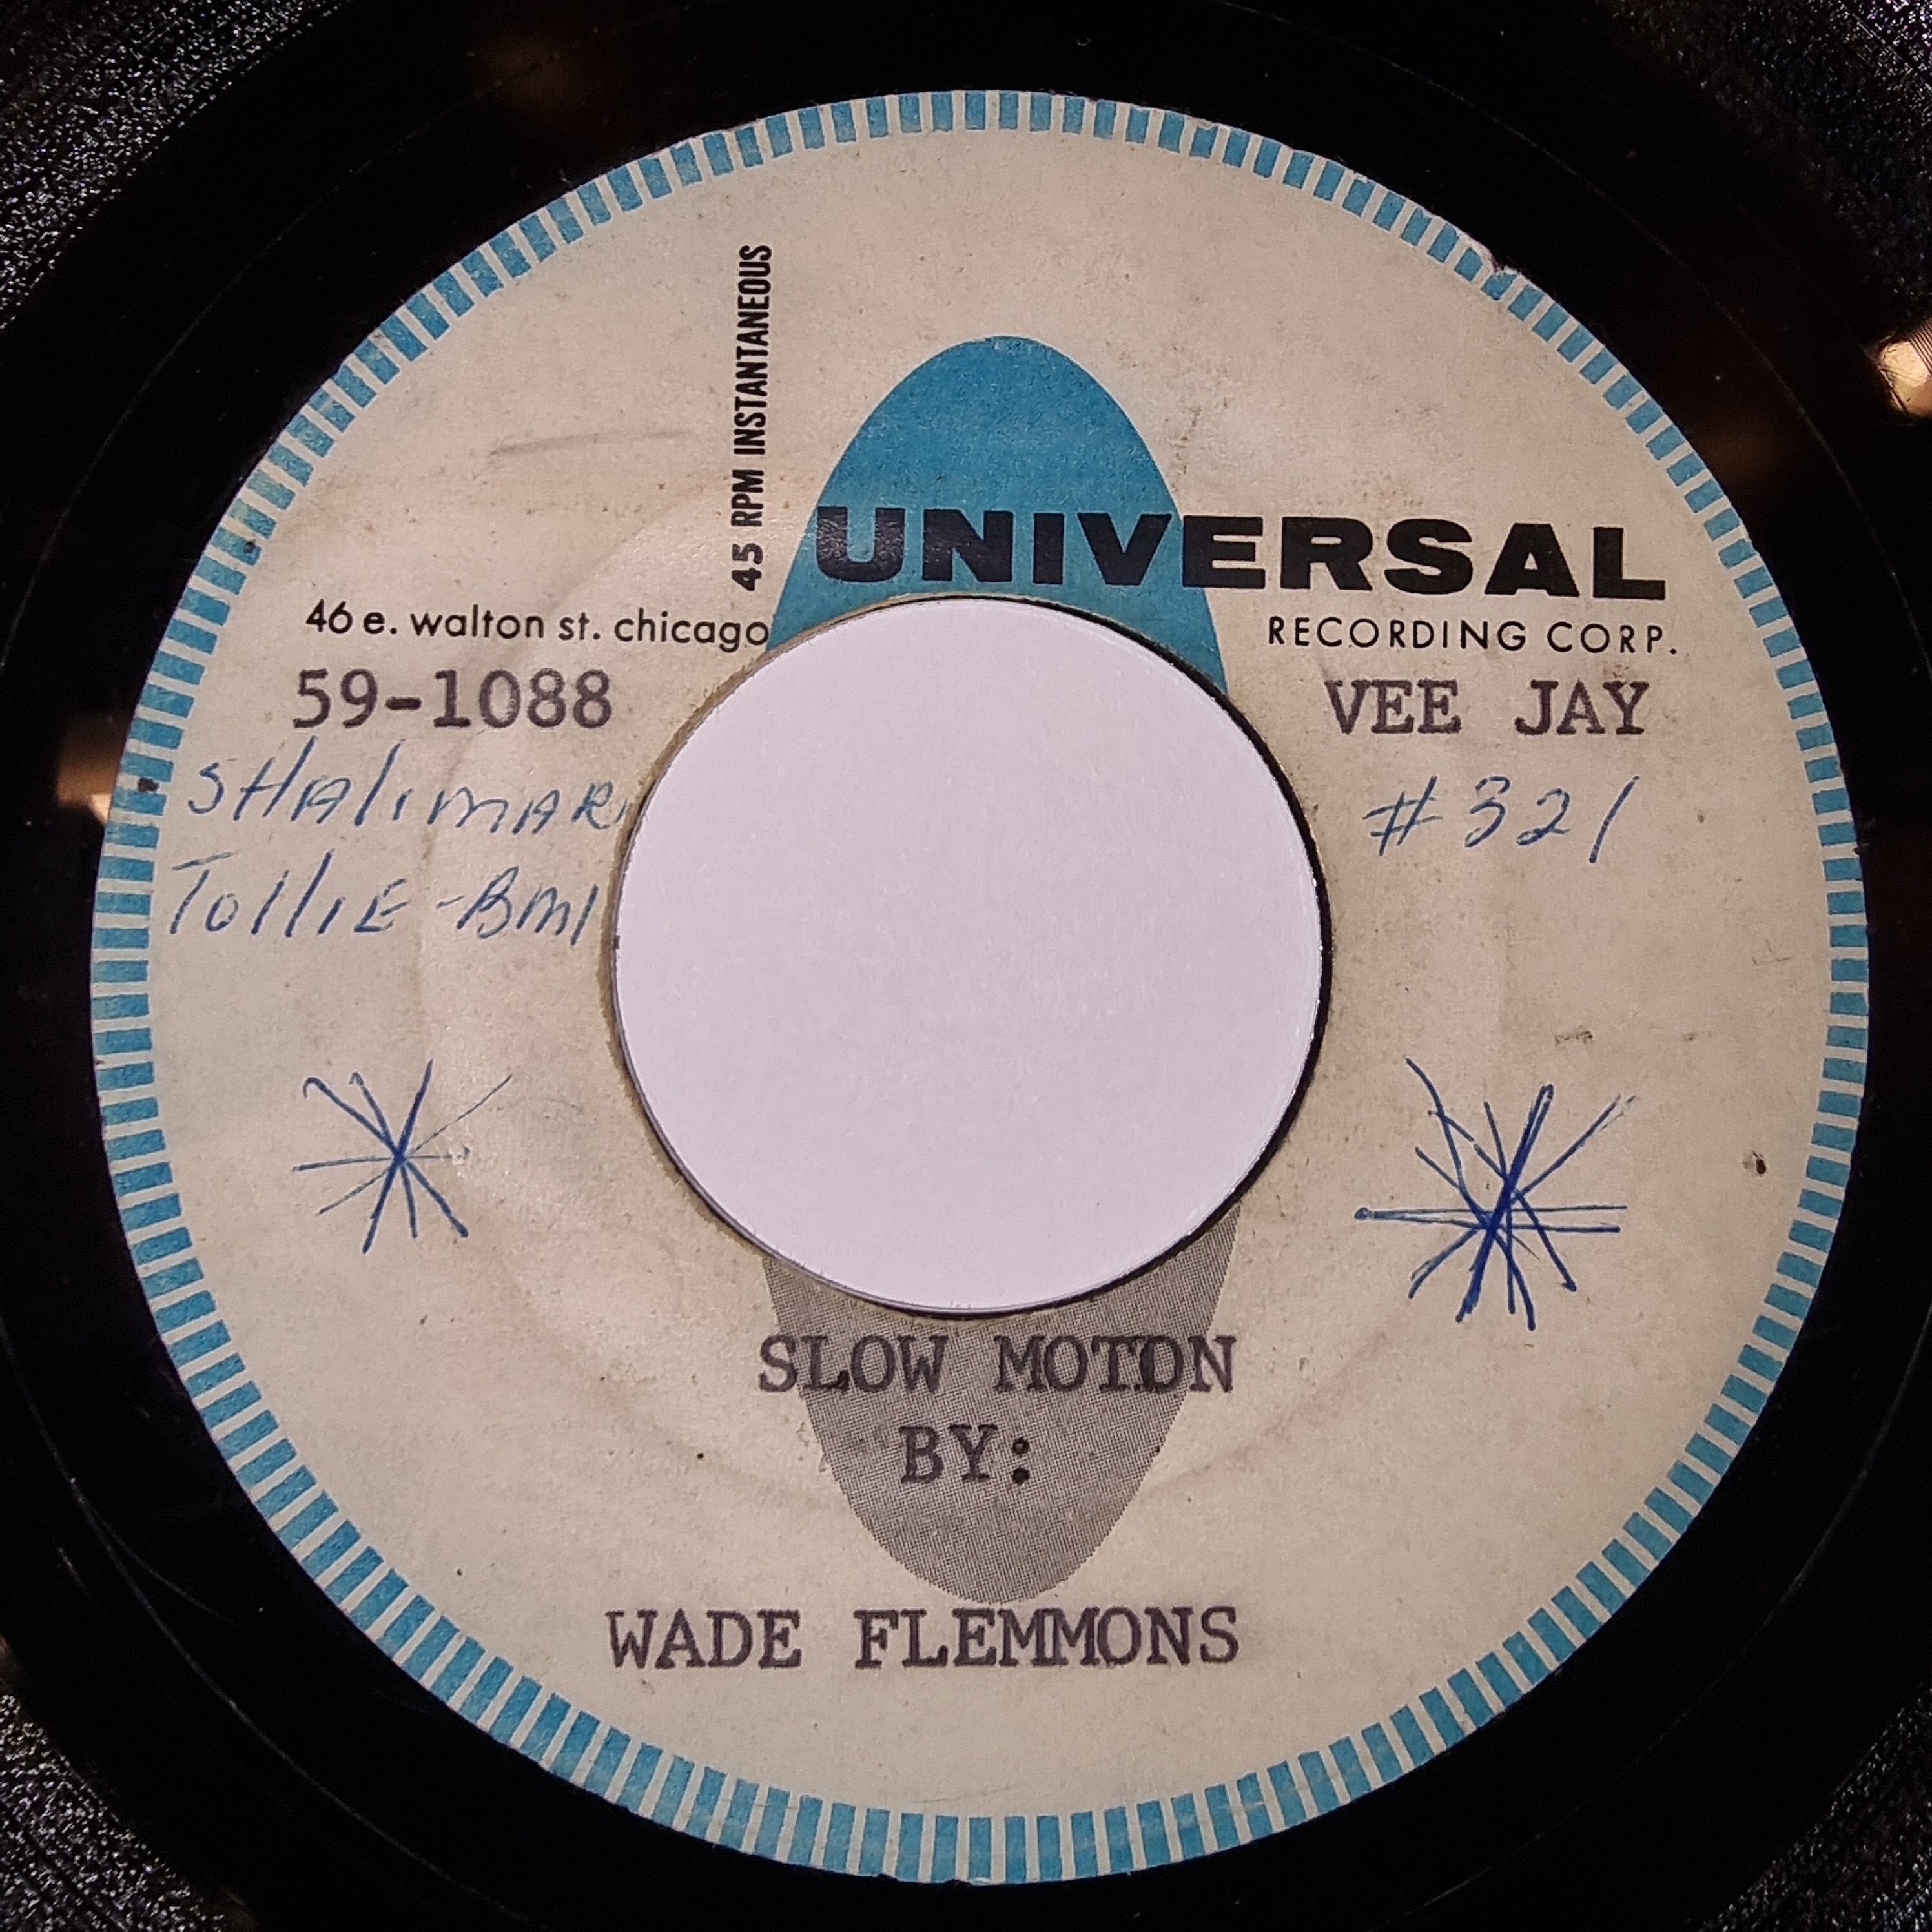 45 RPM INSTANTANEOUS
UNIVERSAL
46 e. walton st. chicago
RECORDING CORP.
59-1088
VEE JAY
SHAlimAR
#321
TollIE-BMI
SLOW MOTION
BY:
WADE FLEMMONS